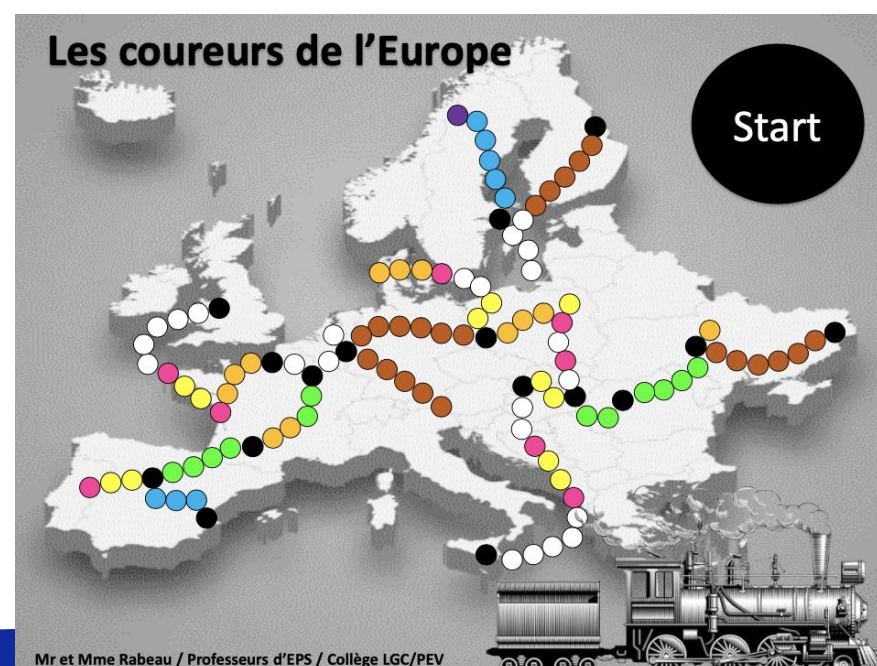 Les coureurs de l’Europe
Start
Mr et Mme Rabeau / Professeurs d’EPS / Collège LGC/PEV